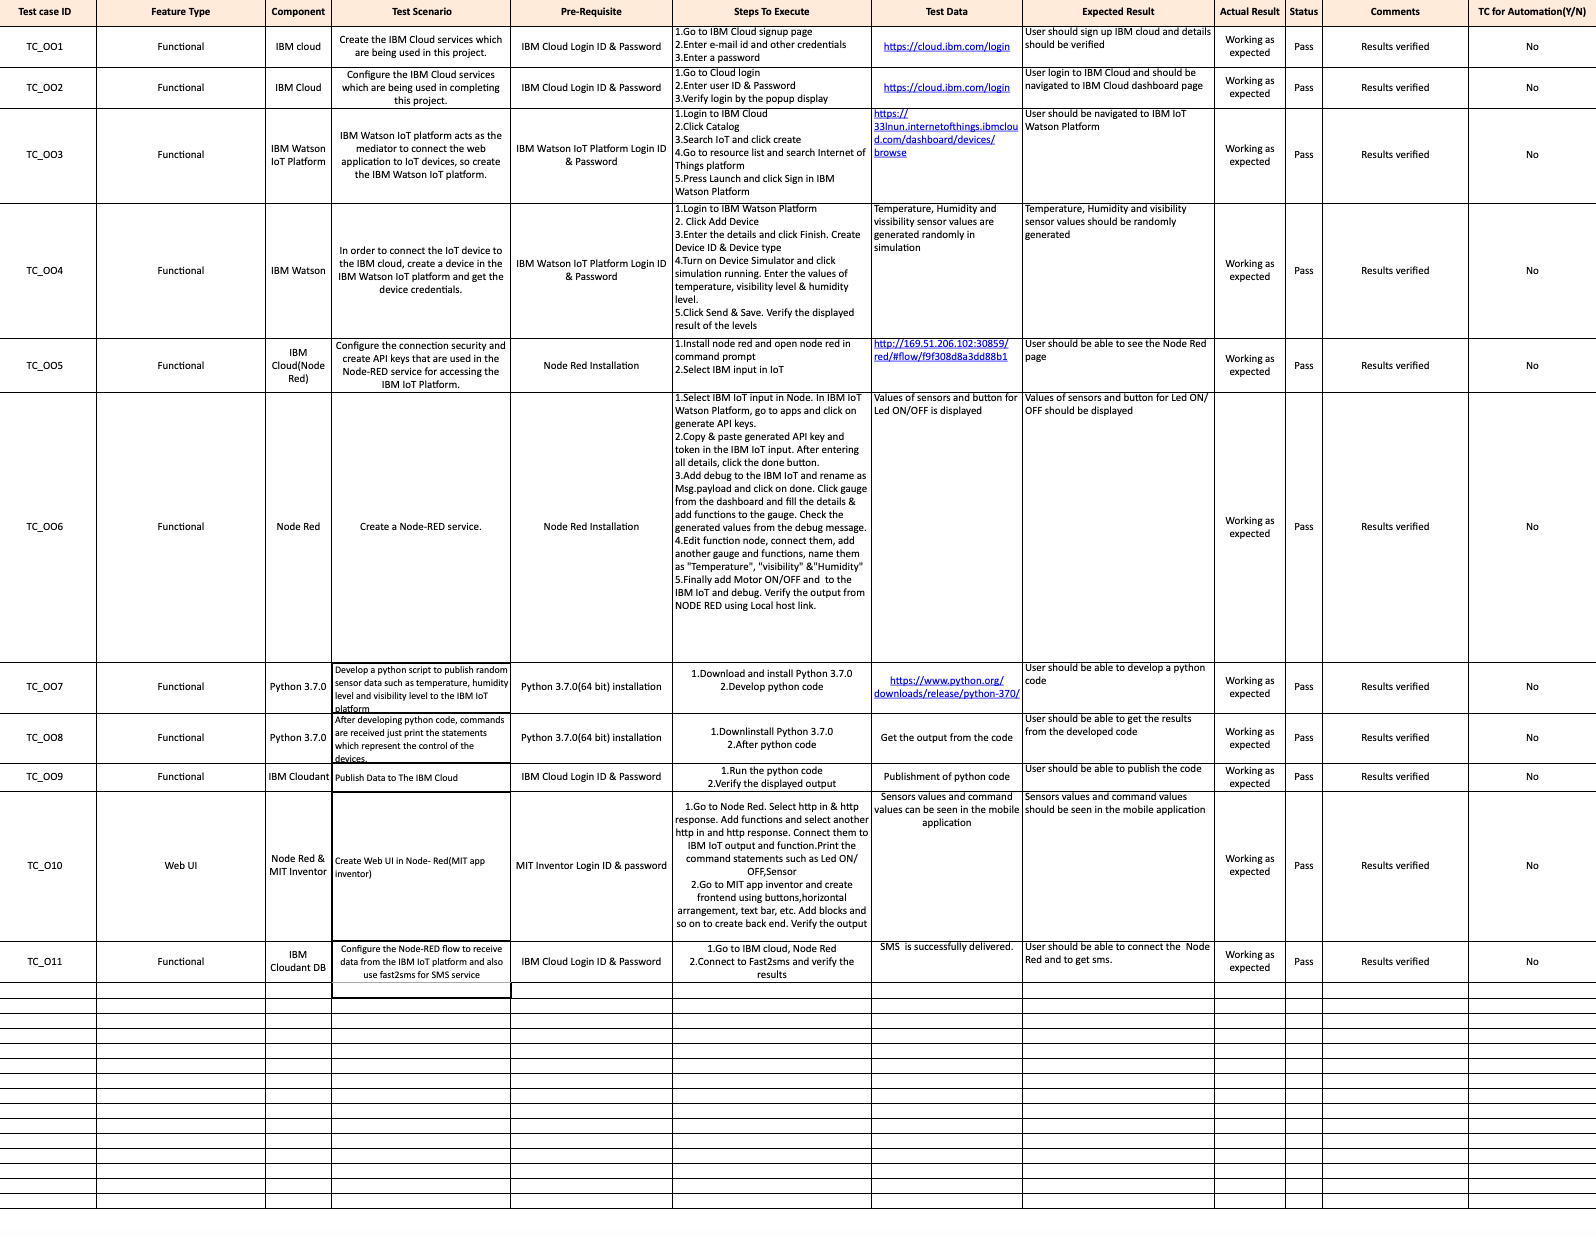 Test case ID Feature Type Component Test Scenario Pre-Requisite Steps To Execute Test Data Expected Result Actual Result Status Comments TC for Automation(Y/N)
TC_OO1
Functional
IBM cloud
Create the IBM Cloud services which
are being used in this project.
IBM Cloud Login ID & Password
1.Go to IBM Cloud signup page
2.Enter e-mail id and other credentials
3.Enter a password
https://cloud.ibm.com/login
User should sign up IBM cloud and details
should be verified
Working as
expected
Pass
Results verified
No
TC_OO2
Functional
IBM Cloud
Configure the IBM Cloud services
which are being used in completing
this project.
IBM Cloud Login ID & Password
1.Go to Cloud login
2.Enter user ID & Password
3.Verify login by the popup display
https://cloud.ibm.com/login
User login to IBM Cloud and should be
navigated to IBM Cloud dashboard page
Working as
expected
Pass
Results verified
No
TC_OO3
Functional
IBM Watson
IoT Platform
IBM Watson IoT platform acts as the
mediator to connect the web
application to IoT devices, so create
the IBM Watson IoT platform.
IBM Watson IoT Platform Login ID
& Password
1.Login to IBM Cloud
2.Click Catalog
3.Search IoT and click create
4.Go to resource list and search Internet of
Things platform
5.Press Launch and click Sign in IBM
Watson Platform
https://
33lnun.internetofthings.ibmclou
d.com/dashboard/devices/
browse
User should be navigated to IBM IoT
Watson Platform
Working as
expected
Pass
Results verified
No
TC_OO4
Functional
IBM Watson
In order to connect the IoT device to
the IBM cloud, create a device in the
IBM Watson IoT platform and get the
device credentials.
IBM Watson IoT Platform Login ID
& Password
1.Login to IBM Watson Platform
2. Click Add Device
3.Enter the details and click Finish. Create
Device ID & Device type
4.Turn on Device Simulator and click
simulation running. Enter the values of
temperature, visibility level & humidity
level.
5.Click Send & Save. Verify the displayed
result of the levels
Temperature, Humidity and
vissibility sensor values are
generated randomly in
simulation
Temperature, Humidity and visibility
sensor values should be randomly
generated
Working as
expected
Pass
Results verified
No
TC_OO5
Functional
IBM
Cloud(Node
Red)
Configure the connection security and
create API keys that are used in the
Node-RED service for accessing the
IBM IoT Platform.
Node Red Installation
1.Install node red and open node red in
command prompt
2.Select IBM input in IoT
http://169.51.206.102:30859/
red/#flow/f9f308d8a3dd88b1
User should be able to see the Node Red
page
Working as
expected
Pass
Results verified
No
TC_OO6
Functional
Node Red
Create a Node-RED service.
Node Red Installation
1.Select IBM IoT input in Node. In IBM IoT
Watson Platform, go to apps and click on
generate API keys.
2.Copy & paste generated API key and
token in the IBM IoT input. After entering
all details, click the done button.
3.Add debug to the IBM IoT and rename as
Msg.payload and click on done. Click gauge
from the dashboard and fill the details &
add functions to the gauge. Check the
generated values from the debug message.
4.Edit function node, connect them, add
another gauge and functions, name them
as "Temperature", "visibility" &"Humidity"
5.Finally add Motor ON/OFF and  to the
IBM IoT and debug. Verify the output from
NODE RED using Local host link.
Values of sensors and button for
Led ON/OFF is displayed
Values of sensors and button for Led ON/
OFF should be displayed
Working as
expected
Pass
Results verified
No
TC_OO7
Functional
Python 3.7.0
Develop a python script to publish random
sensor data such as temperature, humidity
level and visibility level to the IBM IoT
platform
Python 3.7.0(64 bit) installation
1.Download and install Python 3.7.0
2.Develop python code
https://www.python.org/
downloads/release/python-370/
User should be able to develop a python
code
Working as
expected
Pass
Results verified
No
TC_OO8
Functional
Python 3.7.0
After developing python code, commands
are received just print the statements
which represent the control of the
devices.
Python 3.7.0(64 bit) installation
1.Downlinstall Python 3.7.0
2.After python code
Get the output from the code
User should be able to get the results
from the developed code
Working as
expected
Pass
Results verified
No
TC_OO9
Functional
IBM Cloudant
Publish Data to The IBM Cloud
IBM Cloud Login ID & Password
1.Run the python code
2.Verify the displayed output
Publishment of python code
User should be able to publish the code
Working as
expected
Pass
Results verified
No
TC_O10
Web UI
Node Red &
MIT Inventor
Create Web UI in Node- Red(MIT app
inventor)
MIT Inventor Login ID & password
1.Go to Node Red. Select http in & http
response. Add functions and select another
http in and http response. Connect them to
IBM IoT output and function.Print the
command statements such as Led ON/
OFF,Sensor
2.Go to MIT app inventor and create
frontend using buttons,horizontal
arrangement, text bar, etc. Add blocks and
so on to create back end. Verify the output
Sensors values and command
values can be seen in the mobile
application
Sensors values and command values
should be seen in the mobile application
Working as
expected
Pass
Results verified
No
TC_O11
Functional
IBM
Cloudant DB
Configure the Node-RED flow to receive
data from the IBM IoT platform and also
use fast2sms for SMS service
IBM Cloud Login ID & Password
1.Go to IBM cloud, Node Red
2.Connect to Fast2sms and verify the
results
SMS  is successfully delivered.
User should be able to connect the  Node
Red and to get sms.
Working as
expected
Pass
Results verified
No